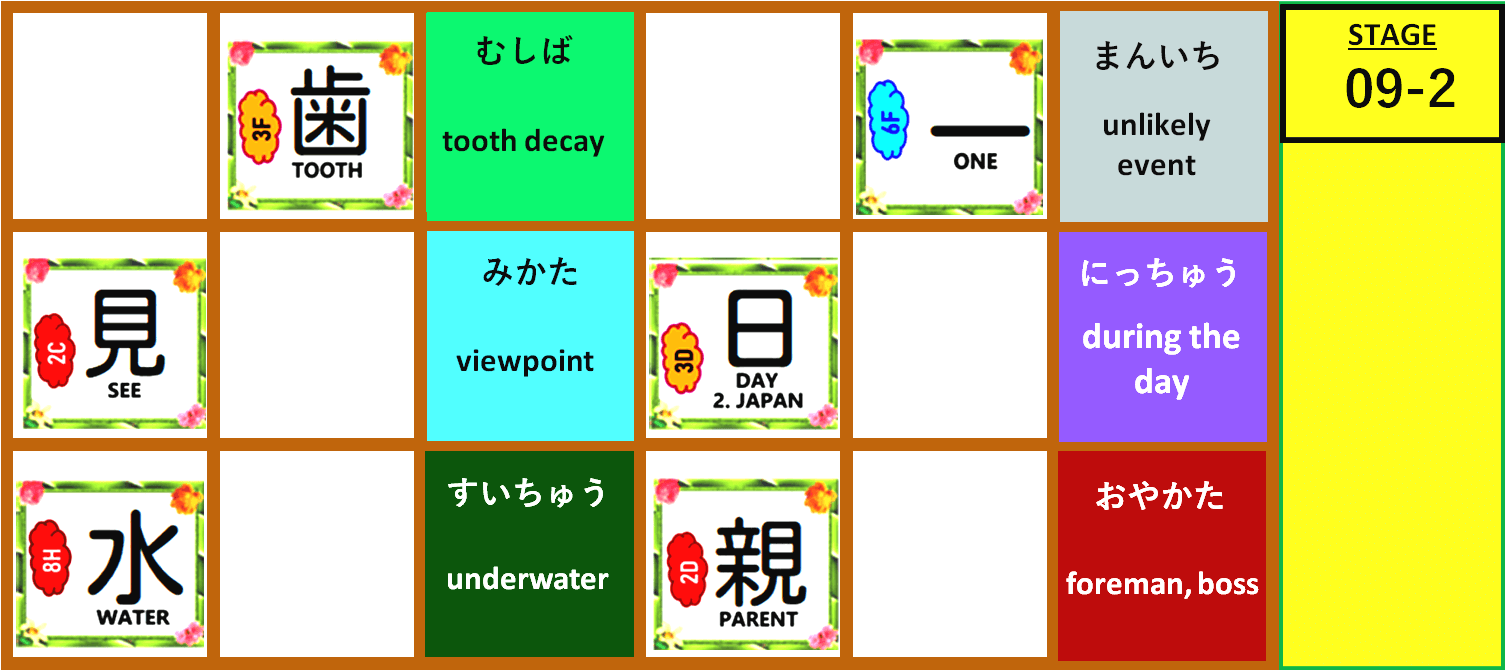 3F
歯
TOOTH
むしば
tooth decay
6F
一
ONE
まんいち
unlikely
event
STAGE
09-2
2C
見
SEE
みかた
viewpoint
3D
日
DAY
2. JAPAN
にっちゅう
during the
day
8H
水
WATER
すいちゅう
underwater
2D
親
PARENT
おやかた
foreman, boss